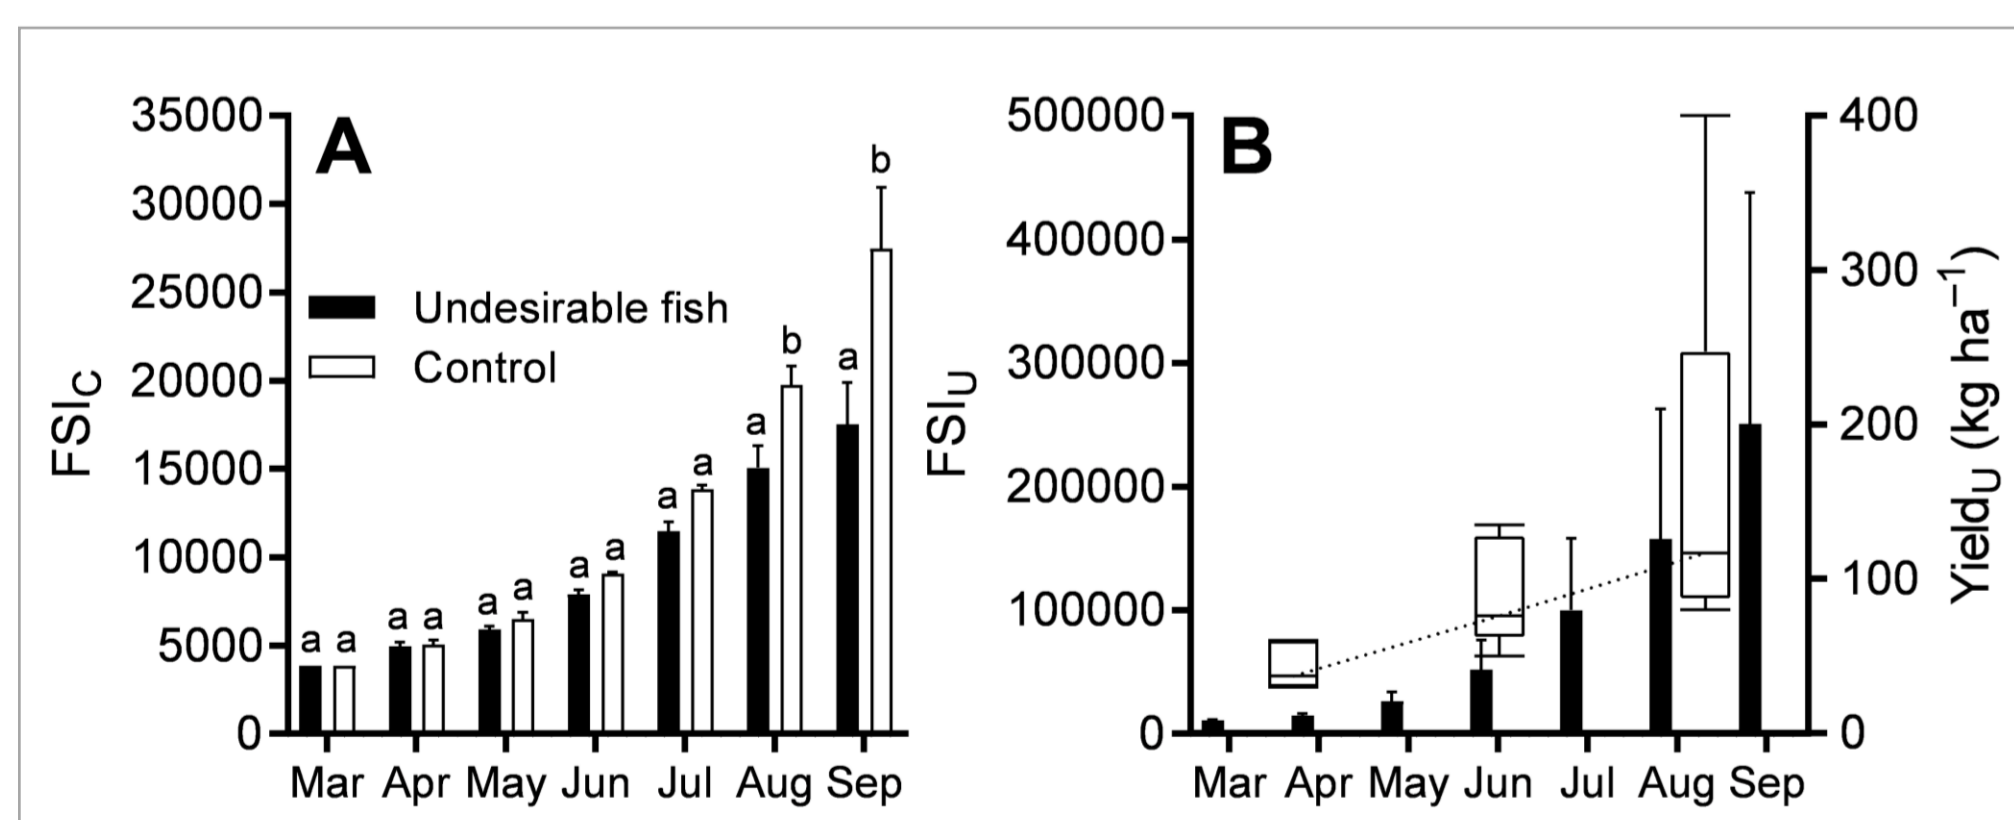 A
FSIC
35000
30000
25000
20000
15000
10000
5000
0
Undesirable fish
Control
a a a a a a a a a a a b a b
Mar Apr May Jun Jul Aug Sep
B
FSIU
500000
400000
300000
200000
100000
0
400
300
200
100
0
YieldU (kg ha−1)
Mar Apr May Jun Jul Aug Sep